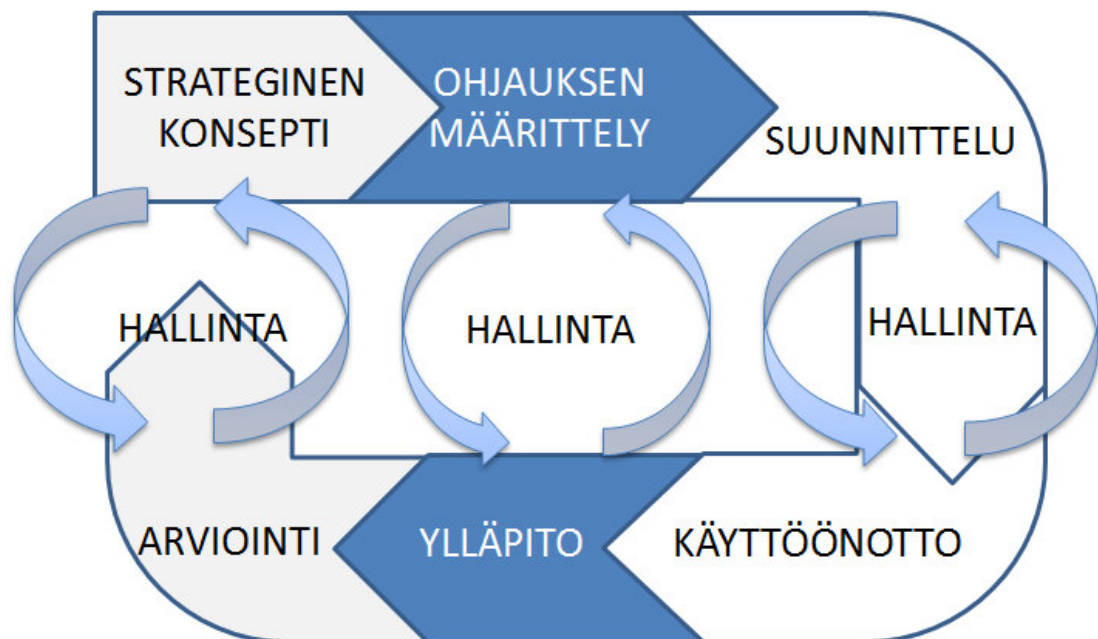 STRATEGINEN
KONSEPTI
OHJAUKSEN
MÄÄRITTELY
SUUNNITTELU
HALLINTA
HALLINTA
HALLINTA
ARVIOINTI
YLLÄPITO
KÄYTTÖÖNOTTO